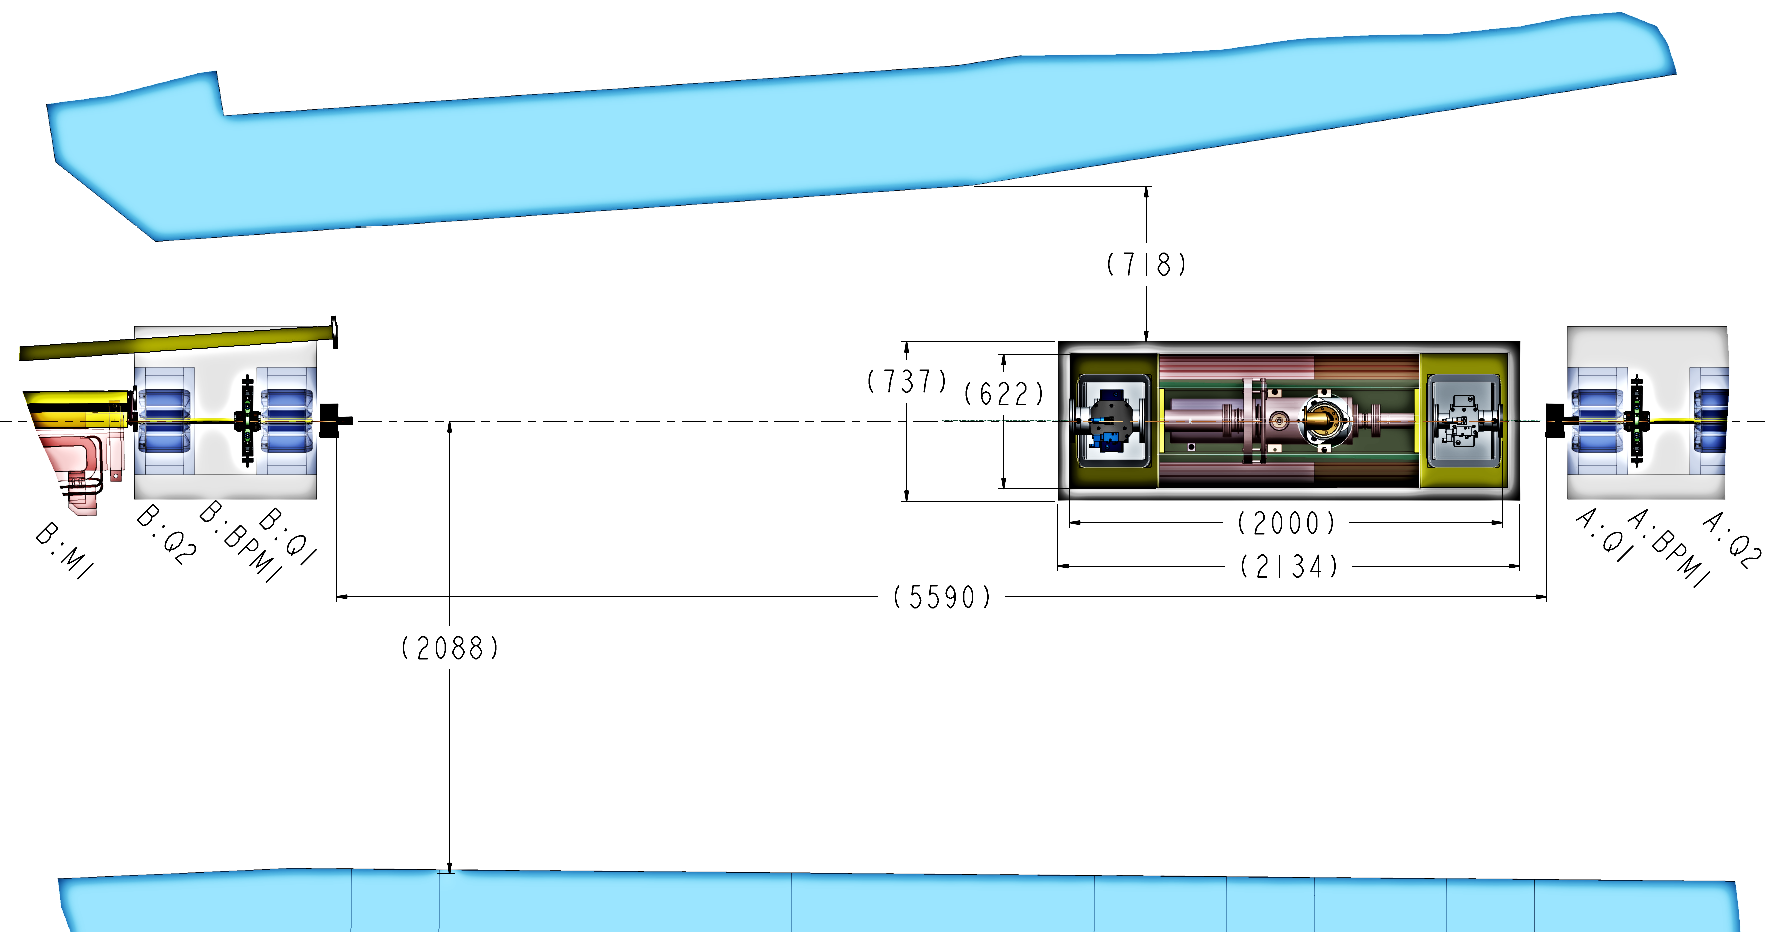 (718)
(737)
(622)
B:M1
B:Q2
B:BPM1
B:Q1
(2000)
A:Q1
A:BPM1
A:Q2
(2134)
(5590)
(2088)